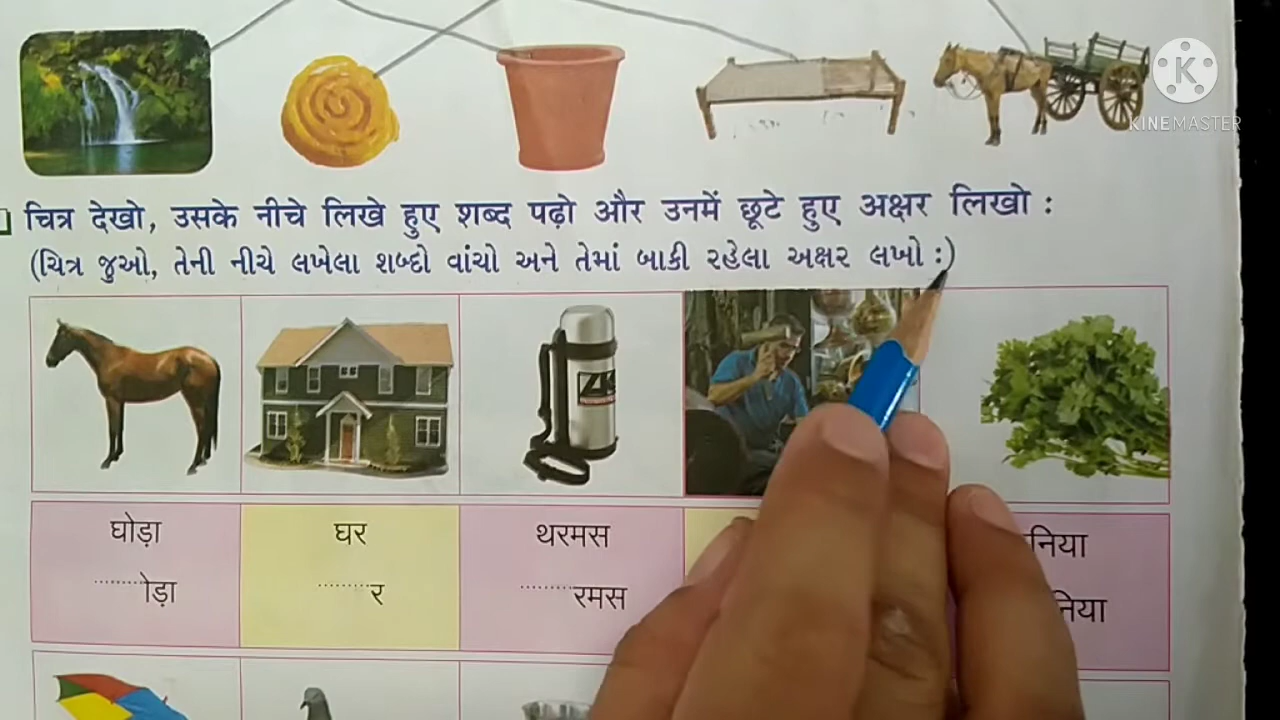 K
KINEMASTER
चित्र देखो, उसके नीचे लिखे हुए शब्द पढ़ो और उनमें छूटे हुए अक्षर लिखो :
(ચિત્ર જુઓ, તેની નીચે લખેલા શબ્દો વાંચો અને તેમાં બાકી રહેલા અક્ષર લખો :)
घोड़ा घर थरमस निया
.........ोड़ा .........र .........रमस निया